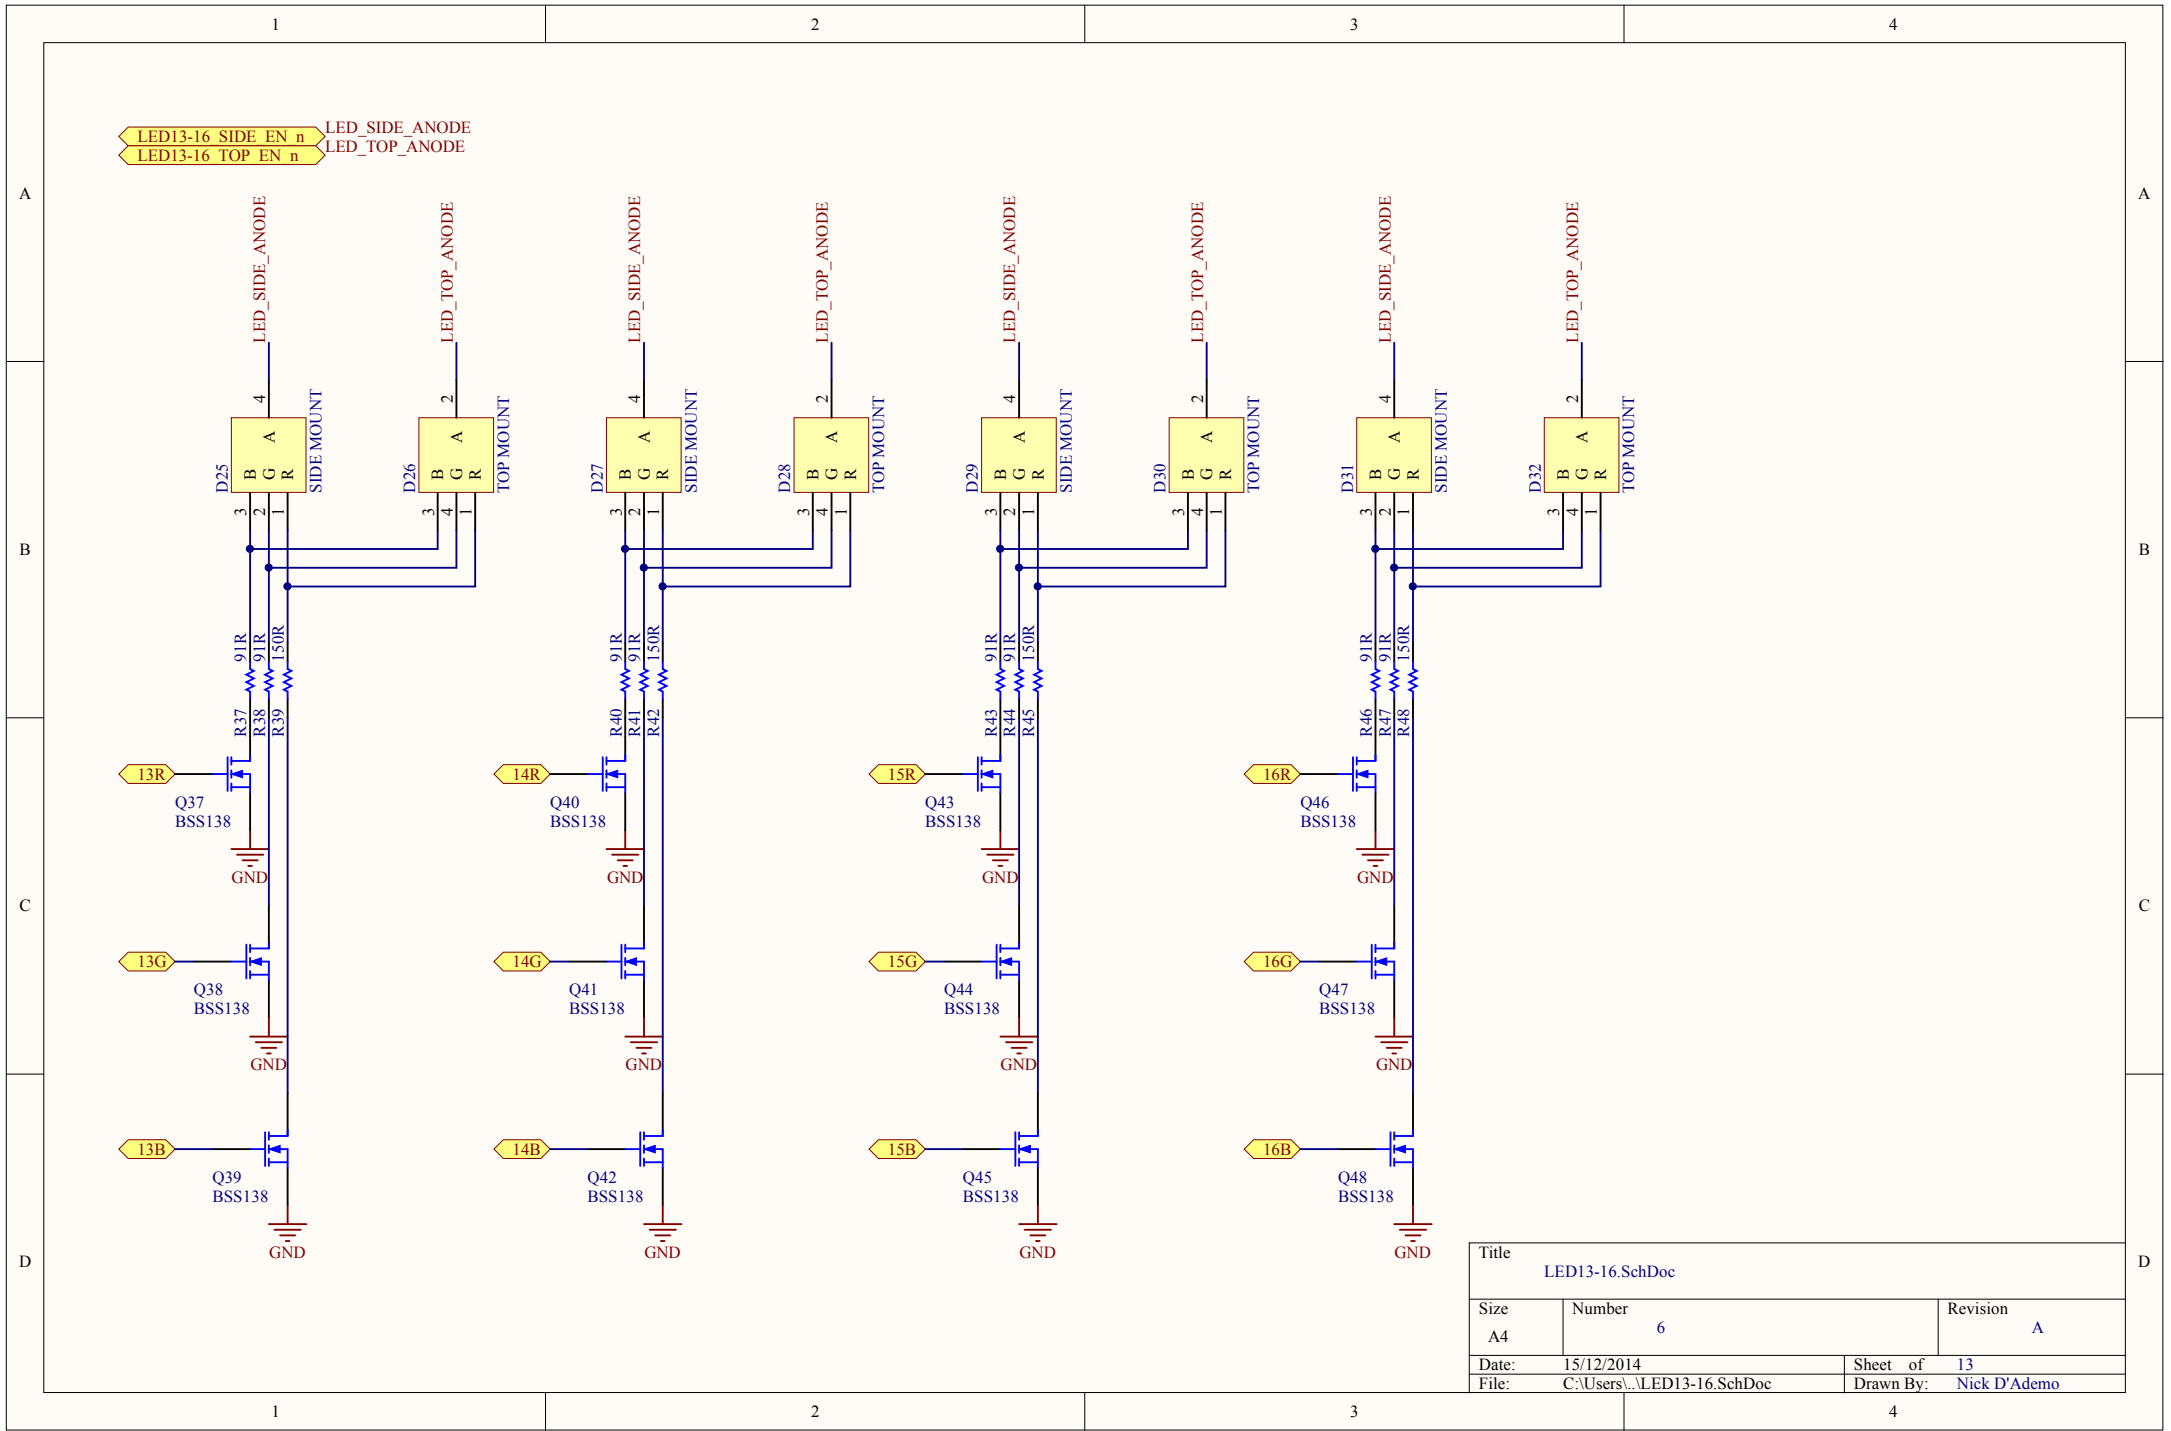 1 2 3 4
LED13-16_SIDE_EN_n LED_SIDE_ANODE
LED13-16_TOP_EN_n LED_TOP_ANODE
A A
LED_SIDE_ANODE LED_TOP_ANODE LED_SIDE_ANODE LED_TOP_ANODE LED_SIDE_ANODE LED_TOP_ANODE LED_SIDE_ANODE LED_TOP_ANODE
4 2 4 2 4 2 4 2
A A A A A A A A
D25 B G R SIDE MOUNT D26 B G R TOP MOUNT D27 B G R SIDE MOUNT D28 B G R TOP MOUNT D29 B G R SIDE MOUNT D30 B G R TOP MOUNT D31 B G R SIDE MOUNT D32 B G R TOP MOUNT
3 2 1 3 4 1 3 2 1 3 4 1 3 2 1 3 4 1 3 2 1 3 4 1
B B
91R 91R 150R 91R 91R 150R 91R 91R 150R 91R 91R 150R
R37 R38 R39 R40 R41 R42 R43 R44 R45 R46 R47 R48
13R 14R 15R 16R
Q37 Q40 Q43 Q46
BSS138 BSS138 BSS138 BSS138
GND GND GND GND
C C
13G 14G 15G 16G
Q38 Q41 Q44 Q47
BSS138 BSS138 BSS138 BSS138
GND GND GND GND
13B 14B 15B 16B
Q39 Q42 Q45 Q48
BSS138 BSS138 BSS138 BSS138
GND GND GND GND
D D
Title
LED13-16.SchDoc
Size Number Revision
A4 6 A
Date: 15/12/2014 Sheet of 13
File: C:\Users\..\LED13-16.SchDoc Drawn By: Nick D'Ademo
1 2 3 4